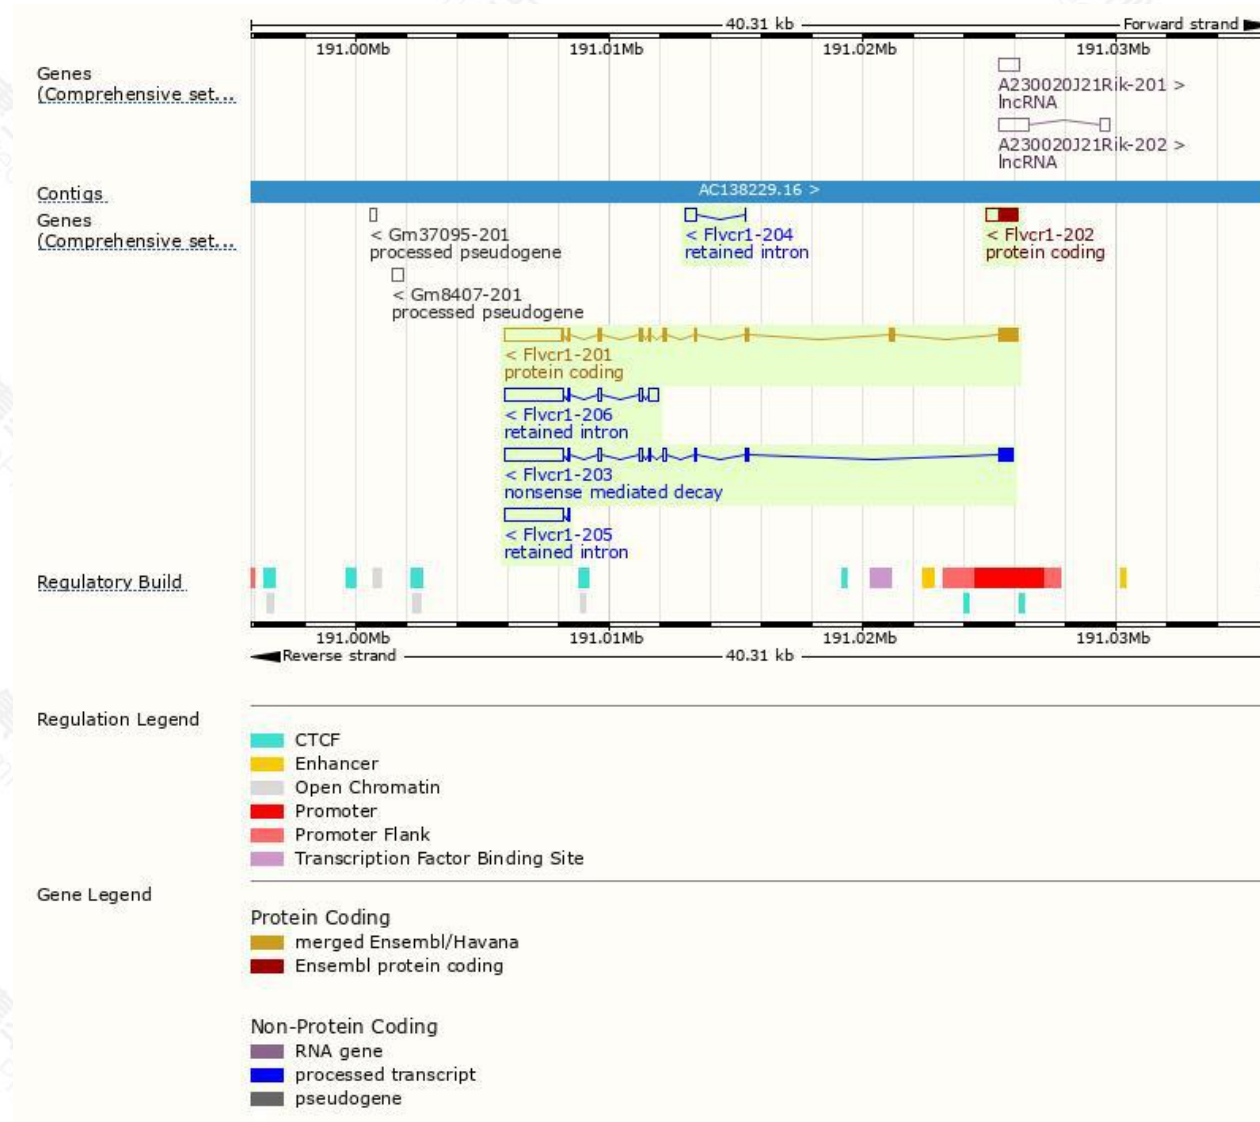 40.31 kb Forward strand
191.00Mb 191.01Mb 191.02Mb 191.03Mb
Genes
(Comprehensive set...
A230020J21Rik-201 >
lncRNA
A230020J21Rik-202 >
lncRNA
Contigs
AC138229.16 >
Genes
(Comprehensive set...
< Gm37095-201
processed pseudogene
< Flvcr1-204
retained intron
< Flvcr1-202
protein coding
< Gm8407-201
processed pseudogene
< Flvcr1-201
protein coding
< Flvcr1-206
retained intron
< Flvcr1-203
nonsense mediated decay
< Flvcr1-205
retained intron
Regulatory Build
191.00Mb 191.01Mb 191.02Mb 191.03Mb
Reverse strand 40.31 kb
Regulation Legend
CTCF
Enhancer
Open Chromatin
Promoter
Promoter Flank
Transcription Factor Binding Site
Gene Legend
Protein Coding
merged Ensembl/Havana
Ensembl protein coding
Non-Protein Coding
RNA gene
processed transcript
pseudogene